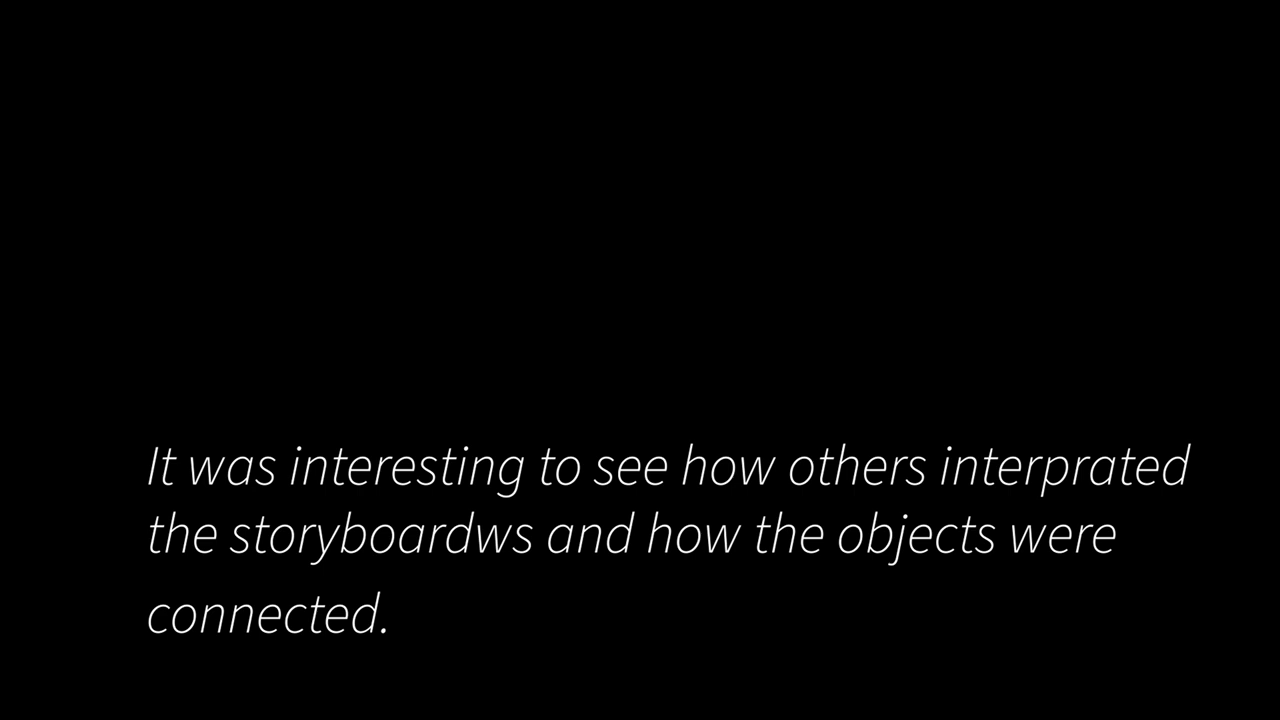 It was interesting to see how others interprated
the storyboardws and how the objects were
connected.